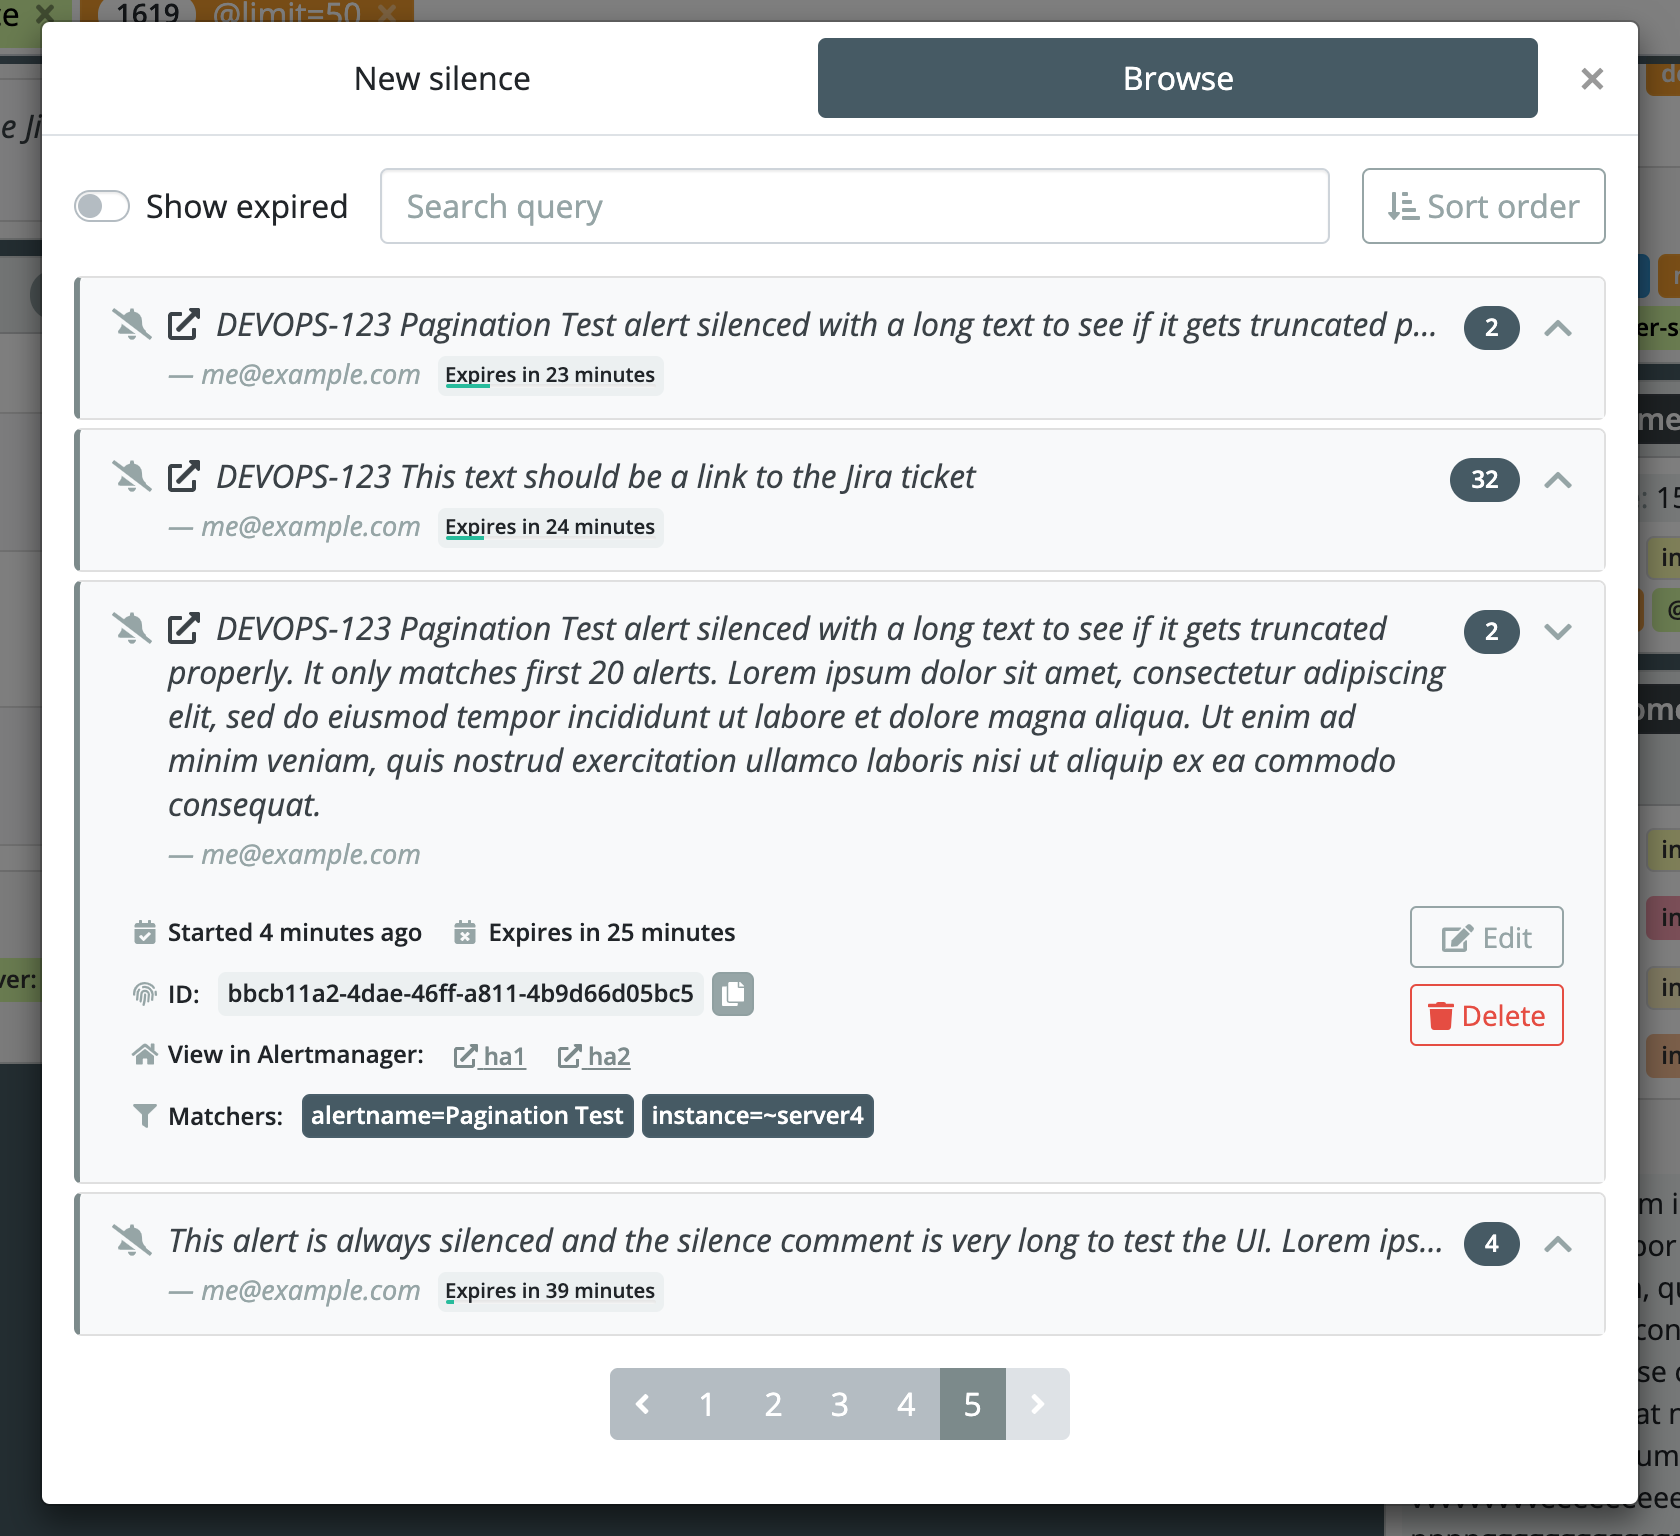 1619 @limit=50
New silence
Browse
Show expired
Search query
Sort order
DEVOPS-123 Pagination Test alert silenced with a long text to see if it gets truncated p...
2
— me@example.com
Expires in 23 minutes
DEVOPS-123 This text should be a link to the Jira ticket
32
— me@example.com
Expires in 24 minutes
DEVOPS-123 Pagination Test alert silenced with a long text to see if it gets truncated
2
properly. It only matches first 20 alerts. Lorem ipsum dolor sit amet, consectetur adipiscing
elit, sed do eiusmod tempor incididunt ut labore et dolore magna aliqua. Ut enim ad
minim veniam, quis nostrud exercitation ullamco laboris nisi ut aliquip ex ea commodo
consequat.
— me@example.com
Started 4 minutes ago
Expires in 25 minutes
Edit
ID: bbcb11a2-4dae-46ff-a811-4b9d66d05bc5
Delete
View in Alertmanager: ha1 ha2
Matchers: alertname=Pagination Test instance=~server4
This alert is always silenced and the silence comment is very long to test the UI. Lorem ips...
4
— me@example.com
Expires in 39 minutes
1 2 3 4 5